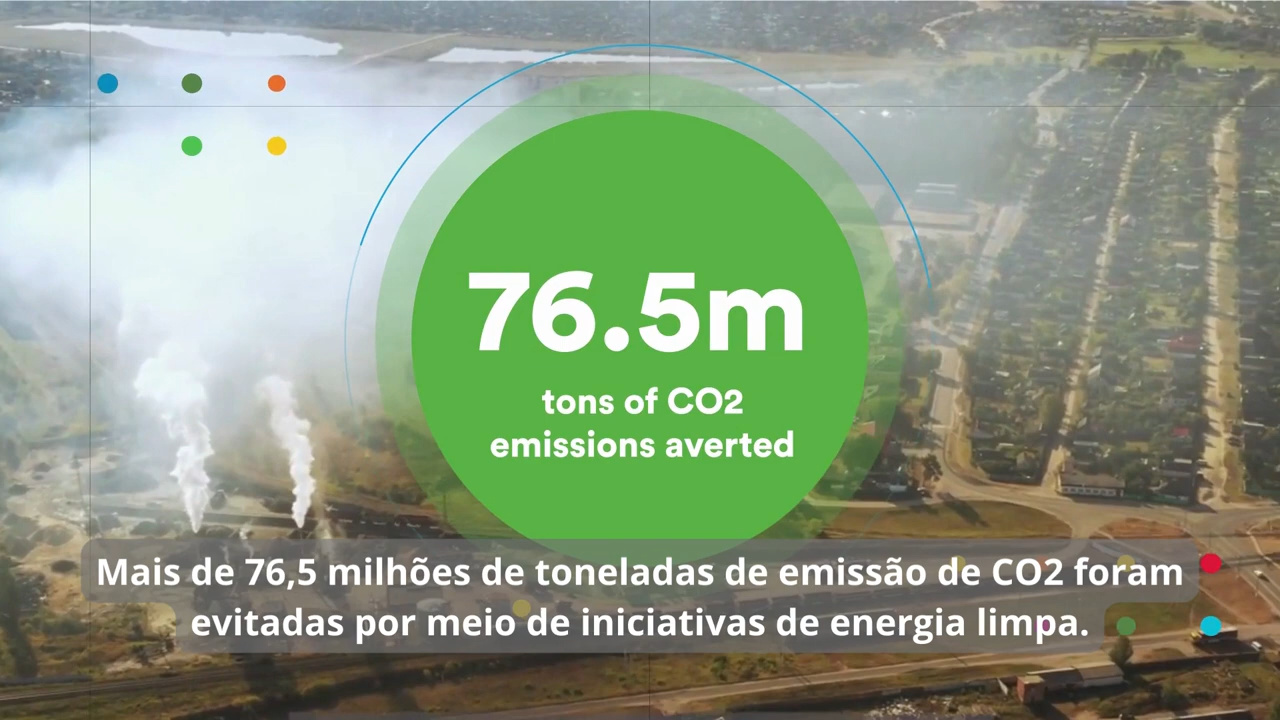 76.5m
tons of CO2
emissions averted
Mais de 76,5 milhões de toneladas de emissão de CO2 foram
evitadas por meio de iniciativas de energia limpa.